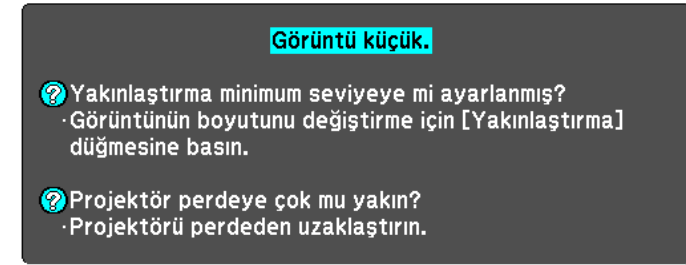 Görüntü küçük.
? Yakınlaştırma minimum seviyeye mi ayarlanmış?
·Görüntünün boyutunu değiştirme için [Yakınlaştırma]
düğmesine basın.
? Projektör perdeye çok mu yakın?
·Projektörü perdeden uzaklaştırın.